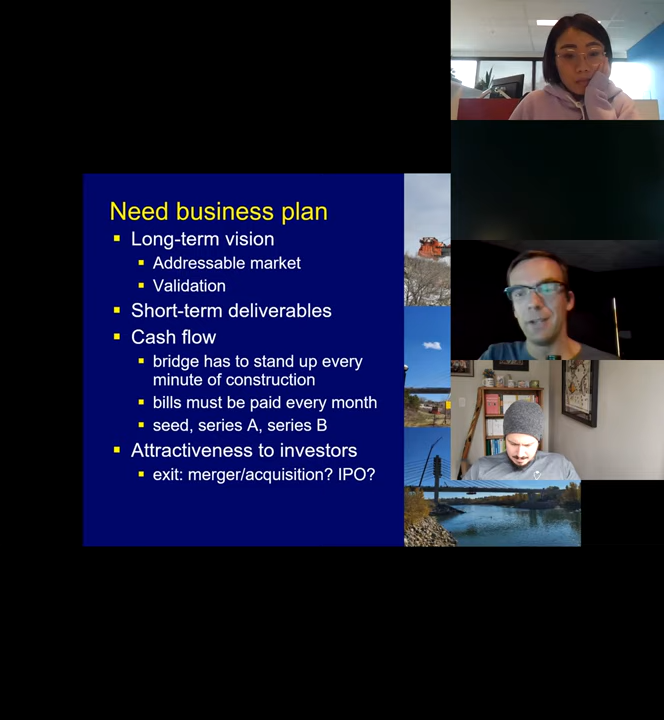 Need business plan
Long-term vision
Addressable market
Validation
Short-term deliverables
Cash flow
bridge has to stand up every
minute of construction
bills must be paid every month
seed, series A, series B
Attractiveness to investors
exit: merger/acquisition? IPO?